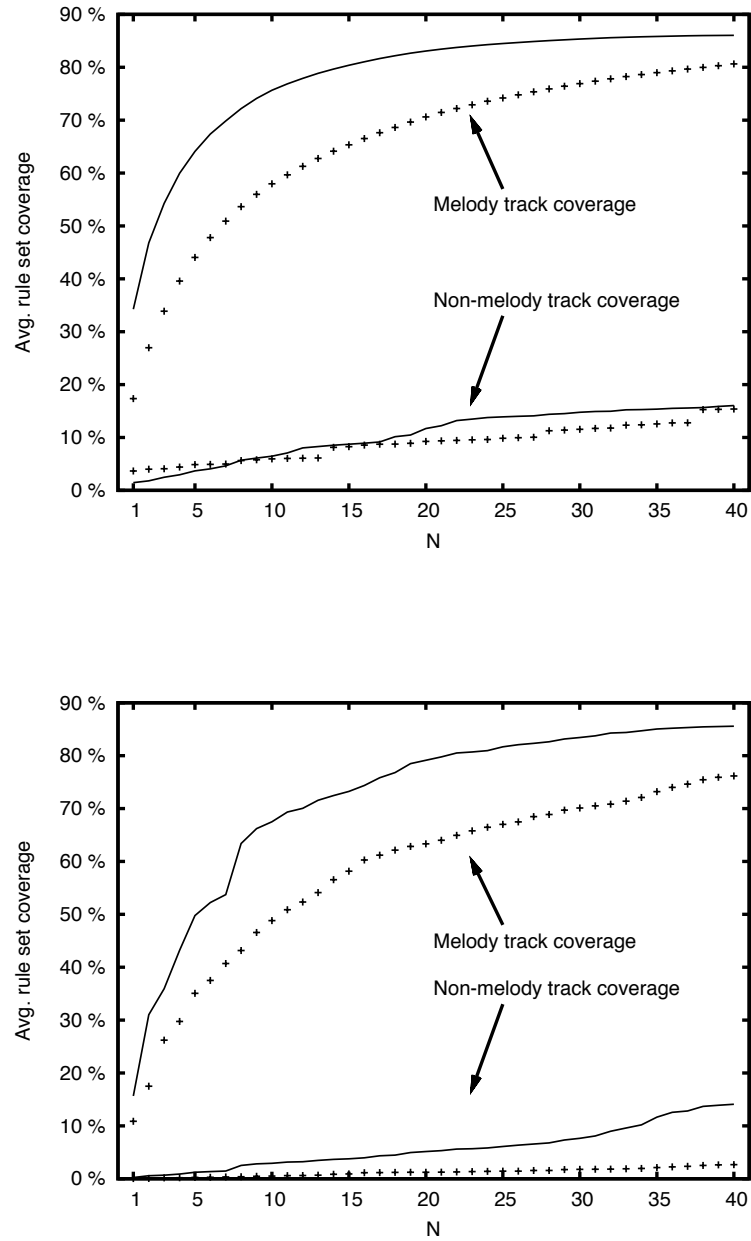 90 %
80 %
70 %
60 %
50 %
40 %
30 %
20 %
10 %
0 %
Avg. rule set coverage
Melody track coverage
Non-melody track coverage
1 5 10 15 20 25 30 35 40
N
90 %
80 %
70 %
60 %
50 %
40 %
30 %
20 %
10 %
0 %
Avg. rule set coverage
Melody track coverage
Non-melody track coverage
1 5 10 15 20 25 30 35 40
N